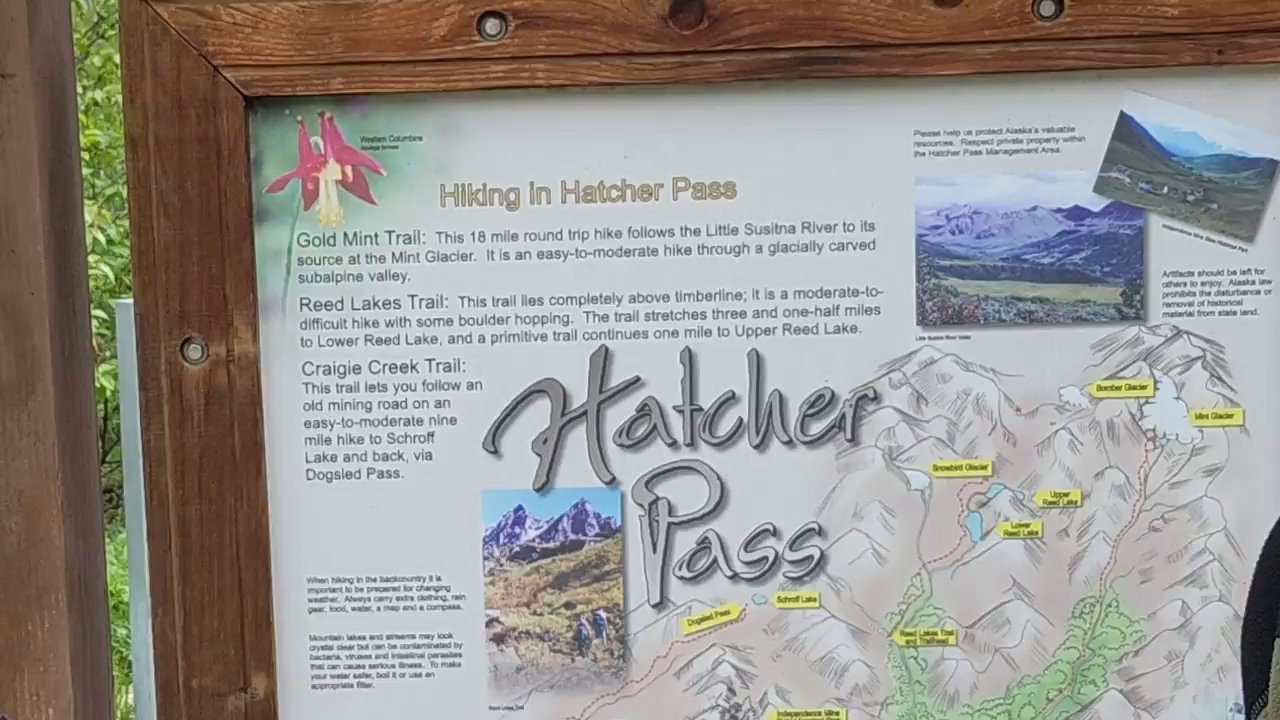 Western Columbine
Hiking in Hatcher Pass
Gold Mint Trail: This 18 mile round trip hike follows the Little Susitna River to its
source at the Mint Glacier. It is an easy-to-moderate hike through a glacially carved
subalpine valley.
Reed Lakes Trail: This trail lies completely above timberline; it is a moderate-to-
difficult hike with some boulder hopping. The trail stretches three and one-half miles
to Lower Reed Lake, and a primitive trail continues one mile to Upper Reed Lake.
Craigie Creek Trail:
This trail lets you follow an
old mining road on an
easy-to-moderate nine
mile hike to Schroff
Lake and back, via
Dogsled Pass.
When hiking in the backcountry it is
important to be prepared for changing
weather. Always carry extra clothing, rain
gear, food, water, a map and a compass.
Mountain lakes and streams may look
crystal clear but can be contaminated by
bacteria, viruses and intestinal parasites
that can cause serious illness. To make
your water safer, boil it or use an
appropriate filter.
Hatcher
Pass
Please help us protect Alaska's valuable
resources. Respect private property within
the Hatcher Pass Management Area.
Artifacts should be left for
others to enjoy. Alaska law
prohibits the disturbance or
removal of historical
material from state land.
Little Susitna River Valley
Bomber Glacier
Mint Glacier
Snowbird Glacier
Upper
Reed Lake
Lower
Reed Lake
Schroff Lake
Dogsled Pass
Reed Lakes Trail
and Trailhead
Independence Mine